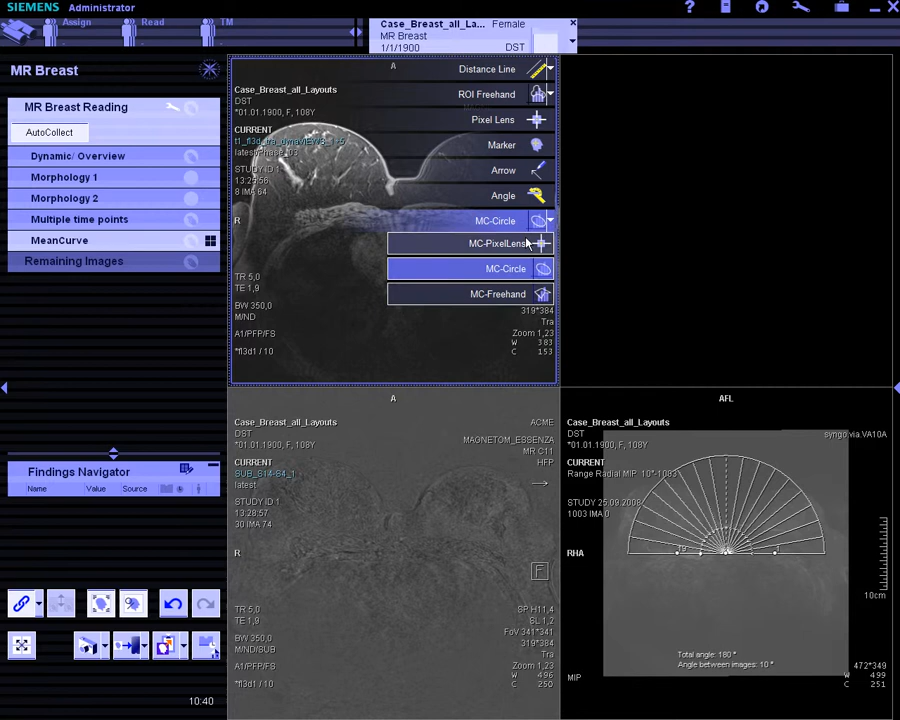 SIEMENS
Administrator
?
Assign
Read
TM
Case_Breast_all_La... Female
MR Breast
1/1/1900 DST
MR Breast
MR Breast Reading
AutoCollect
Dynamic/ Overview
Morphology 1
Morphology 2
Multiple time points
MeanCurve
Remaining Images
Findings Navigator
Name Value Source
10:40
A
Case_Breast_all_Layouts
DST
*01.01.1900, F, 108Y
CURRENT
STUDY ID 1
8 IMA 64
R
TR 5,0
TE 1,9
BW 350,0
M/ND
A1/PFP/FS
*fl3d1 / 10
Distance Line
ROI Freehand
Pixel Lens
Marker
Arrow
Angle
MC-Circle
MC-PixelLens
MC-Circle
MC-Freehand
319*384
Tra
Zoom 1,23
W 383
C 153
A
Case_Breast_all_Layouts
DST
*01.01.1900, F, 108Y
CURRENT
latest
STUDY ID 1
13:28:57
30 IMA 74
R
TR 5,0
TE 1,9
BW 350,0
M/ND/SUB
A1/PFP/FS
*fl3d1 / 10
ACME
MAGNETOM_ESSENZA
MR C11
HFP
F
SP H11,4
SL 1,2
FoV 341*341
319*384
Tra
Zoom 1,23
W 496
C 250
AFL
Case_Breast_all_Layouts
DST
*01.01.1900, F, 108Y
CURRENT
Range Radial MIP
STUDY 25.09.2008
1003 IMA 0
syngo via VA10A
RHA
19
1
10cm
Total angle: 180 °
Angle between images: 10 °
MIP
472*349
W 499
C 251